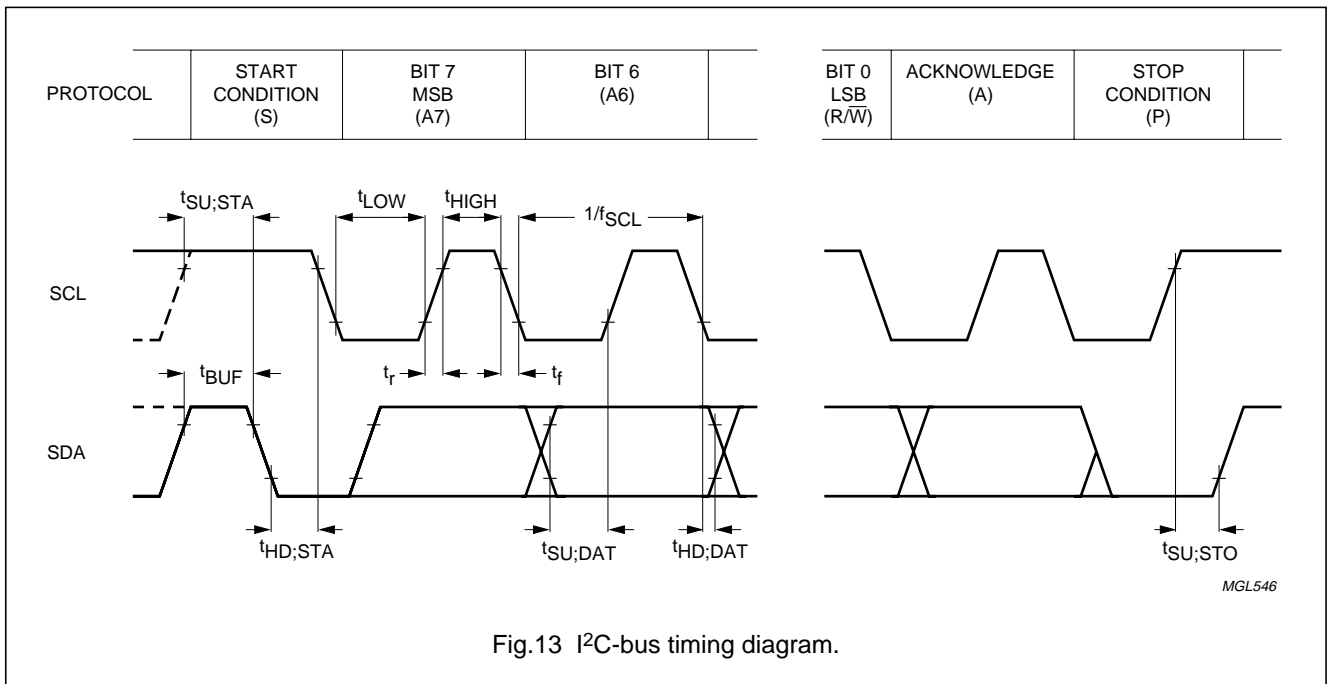 PROTOCOL
START
CONDITION
(S)
BIT 7
MSB
(A7)
BIT 6
(A6)
BIT 0
LSB
(R/W̅)
ACKNOWLEDGE
(A)
STOP
CONDITION
(P)
tSU;STA
tLOW
tHIGH
1/fSCL
SCL
tBUF
tr
tf
SDA
tHD;STA
tSU;DAT
tHD;DAT
tSU;STO
MGL546
Fig.13 I²C-bus timing diagram.